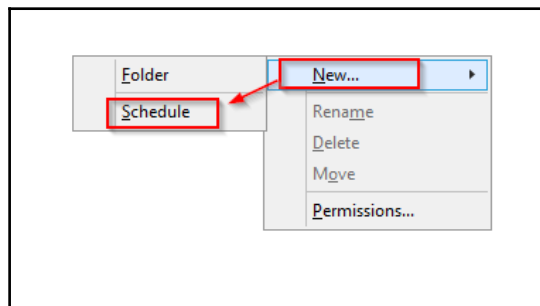 Folder
Schedule
New...
Rename
Delete
Move
Permissions...